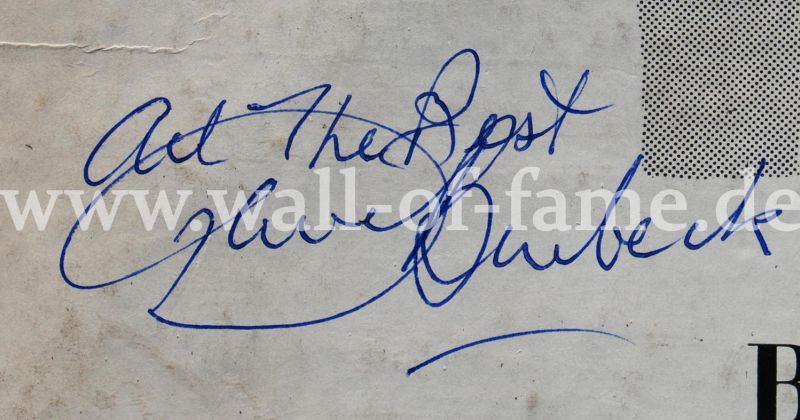 All The Best
www.wall-of-fame.de
Dave Brubeck
B